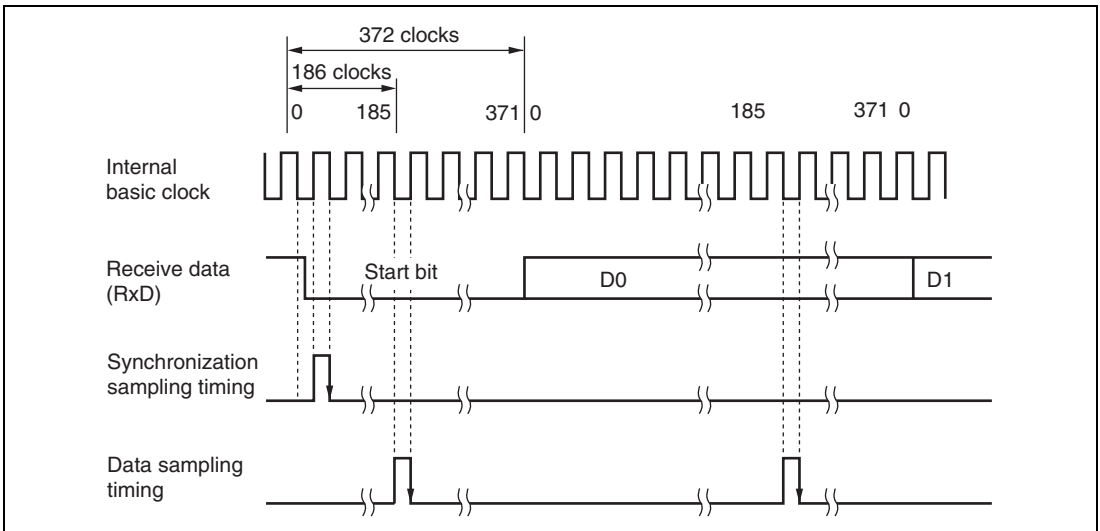 372 clocks
186 clocks
0 185 371 0 185 371 0
Internal
basic clock
Receive data
(RxD)
Start bit D0 D1
Synchronization
sampling timing
Data sampling
timing